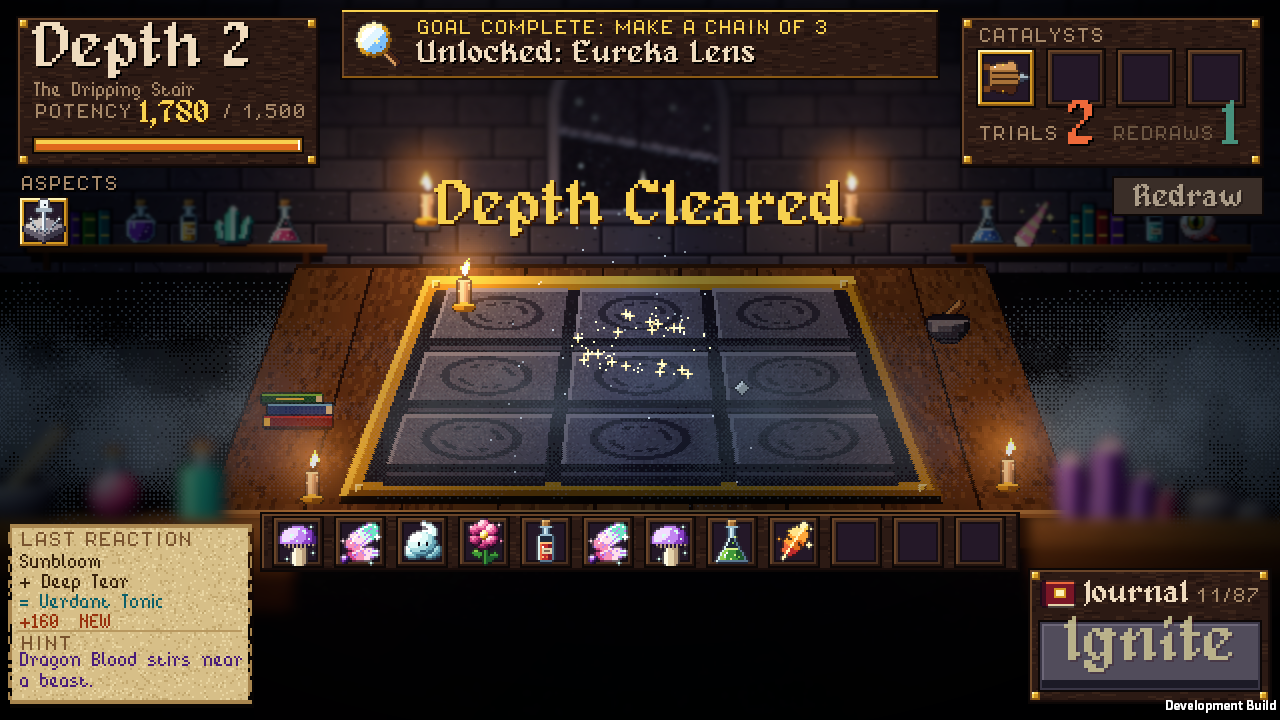 Depth 2
The Dripping Stair
POTENCY 1,780 / 1,500
GOAL COMPLETE: MAKE A CHAIN OF 3
Unlocked: Eureka Lens
CATALYSTS
TRIALS 2 REDRAWS 1
Redraw
ASPECTS
Depth Cleared
LAST REACTION
Sunbloom
+ Deep Tear
= Verdant Tonic
+160 NEW
HINT
Dragon Blood stirs near
a beast.
Journal 11/87
Ignite
Development Build